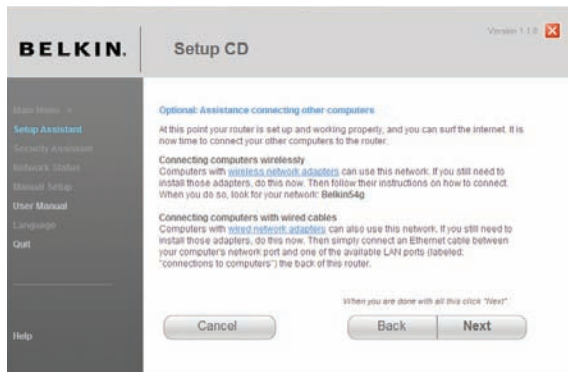 BELKIN.
Setup CD
Version 1.1.8
Main Menu
Setup Assistant
Security Assistant
Network Status
Manual Setup
User Manual
Language
Quit
Help
Optional: Assistance connecting other computers
At this point your router is set up and working properly, and you can surf the internet. It is
now time to connect your other computers to the router.
Connecting computers wirelessly
Computers with wireless network adapters can use this network. If you still need to
install those adapters, do this now. Then follow their instructions on how to connect.
When you do so, look for your network: Belkin54g
Connecting computers with wired cables
Computers with wired network adapters can also use this network. If you still need to
install those adapters, do this now. Then simply connect an Ethernet cable between
your computer's network port and one of the available LAN ports (labeled:
"connections to computers") the back of this router.
When you are done with all this click "Next".
Cancel
Back
Next